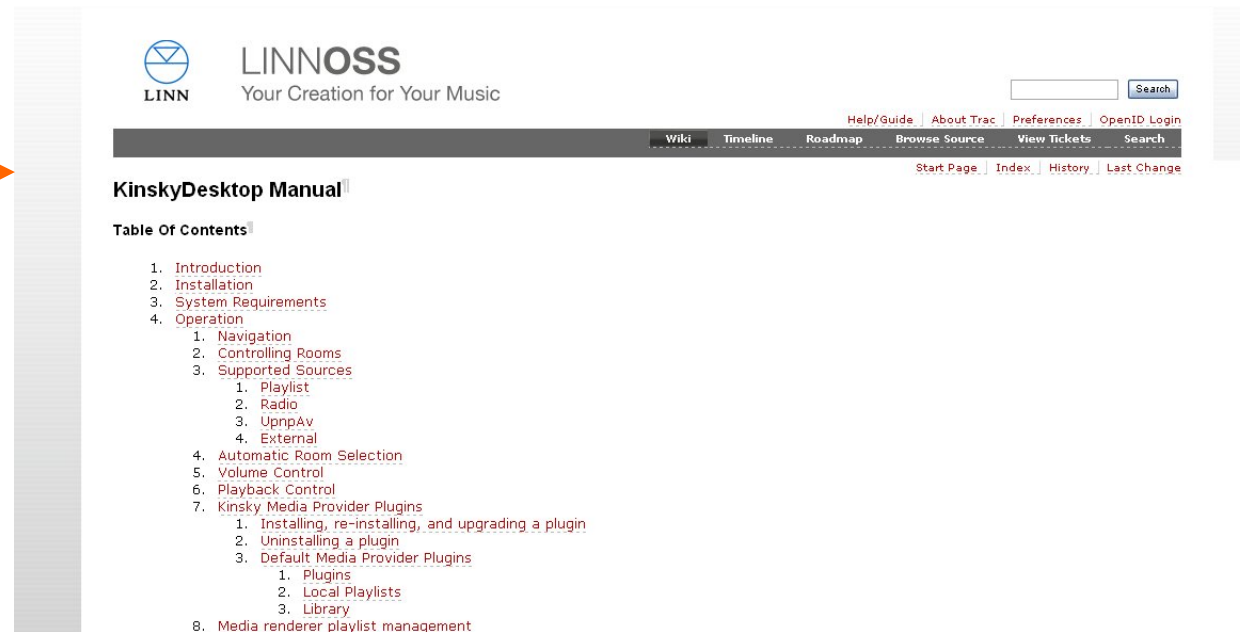 LINNOSS
LINN
Your Creation for Your Music
Search
Help/Guide About Trac Preferences OpenID Login
Wiki Timeline Roadmap Browse Source View Tickets Search
Start Page Index History Last Change
KinskyDesktop Manual¶
Table Of Contents¶
1. Introduction
2. Installation
3. System Requirements
4. Operation
1. Navigation
2. Controlling Rooms
3. Supported Sources
1. Playlist
2. Radio
3. UpnpAv
4. External
4. Automatic Room Selection
5. Volume Control
6. Playback Control
7. Kinsky Media Provider Plugins
1. Installing, re-installing, and upgrading a plugin
2. Uninstalling a plugin
3. Default Media Provider Plugins
1. Plugins
2. Local Playlists
3. Library
8. Media renderer playlist management